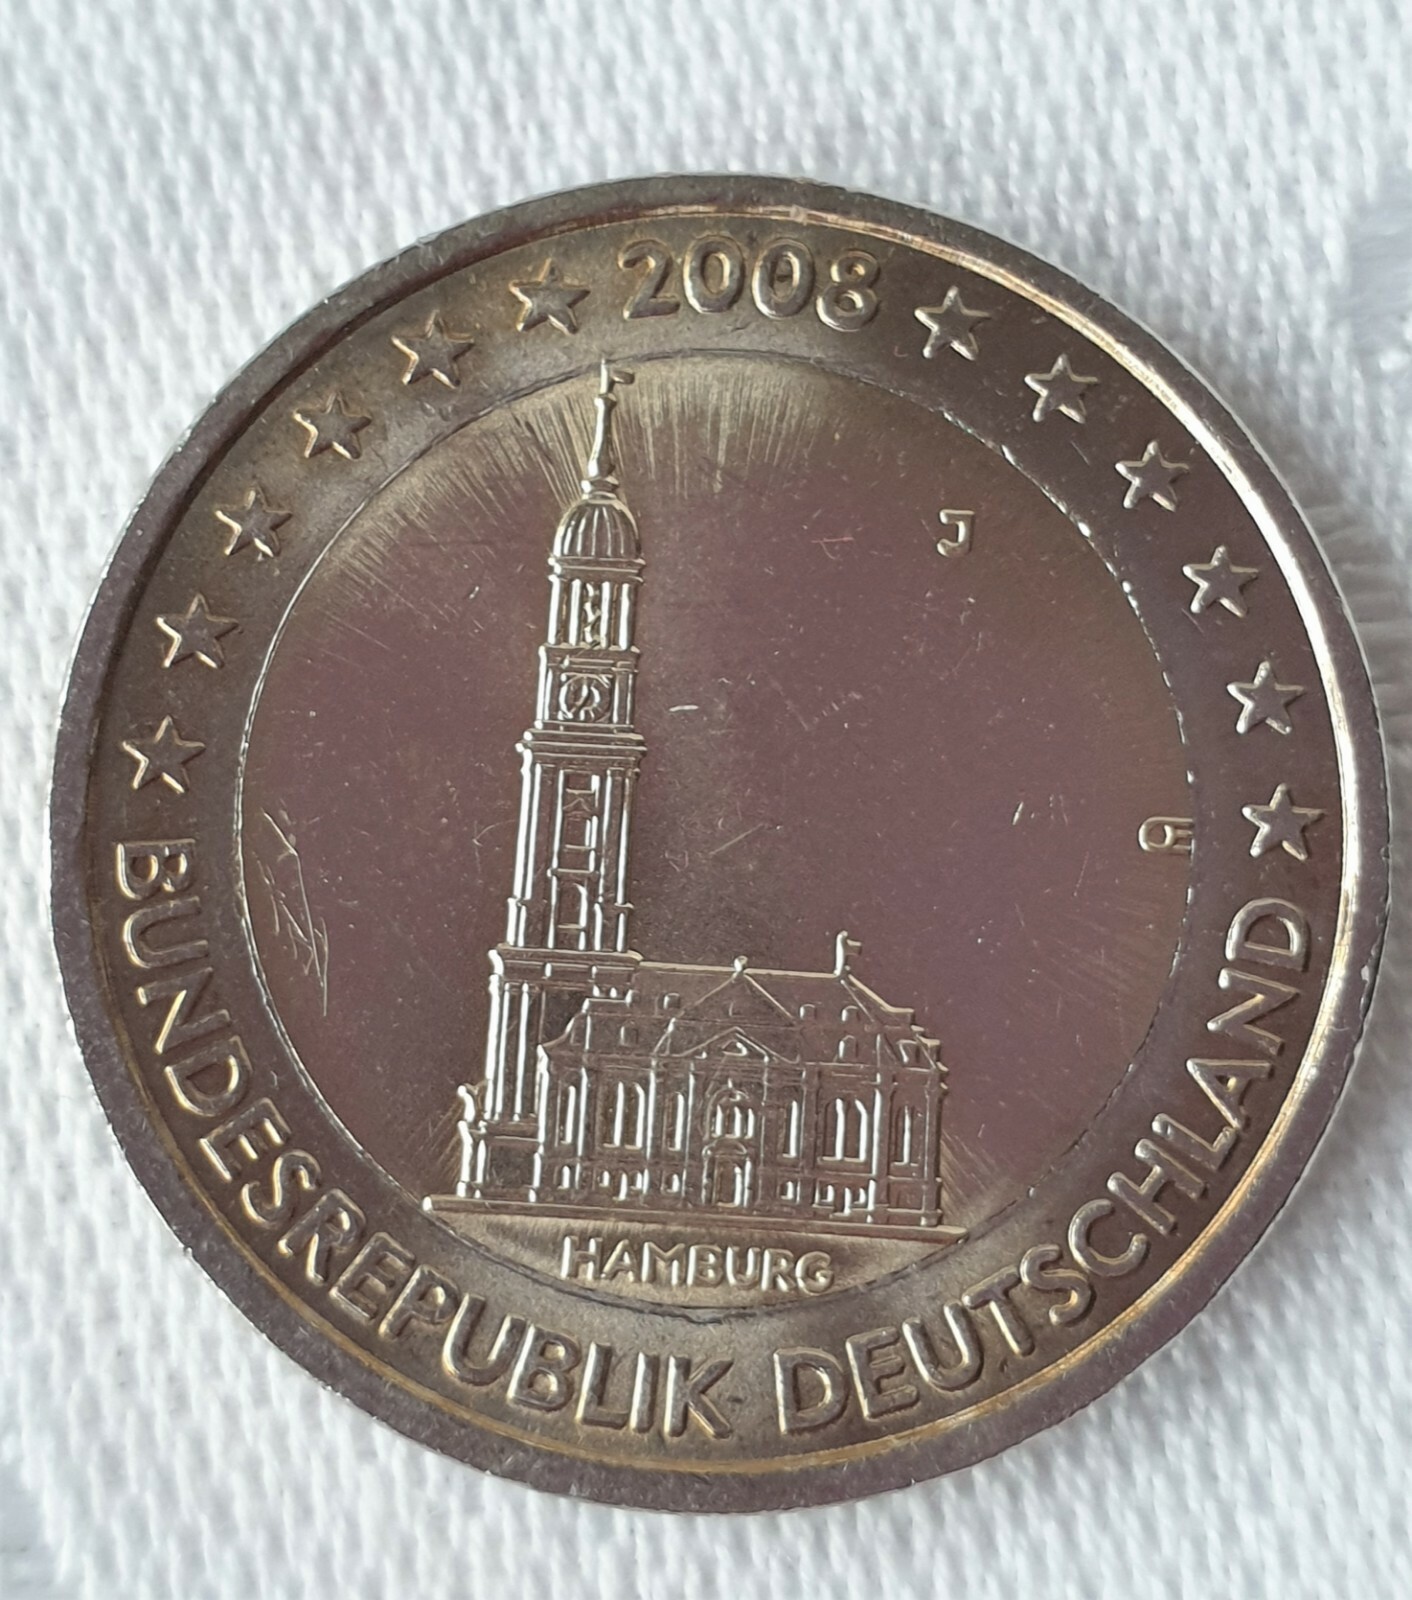 2008
J
HAMBURG
BUNDESREPUBLIK DEUTSCHLAND